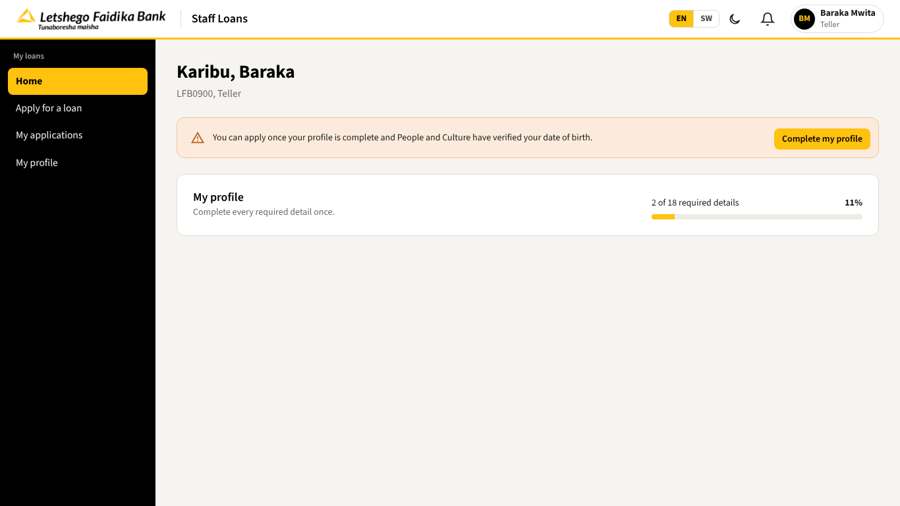 Letshego Faidika Bank
Tunaboresha maisha
Staff Loans
EN
SW
BM
Baraka Mwita
Teller
My loans
Home
Apply for a loan
My applications
My profile
Karibu, Baraka
LFB0900, Teller
You can apply once your profile is complete and People and Culture have verified your date of birth.
Complete my profile
My profile
Complete every required detail once.
2 of 18 required details
11%